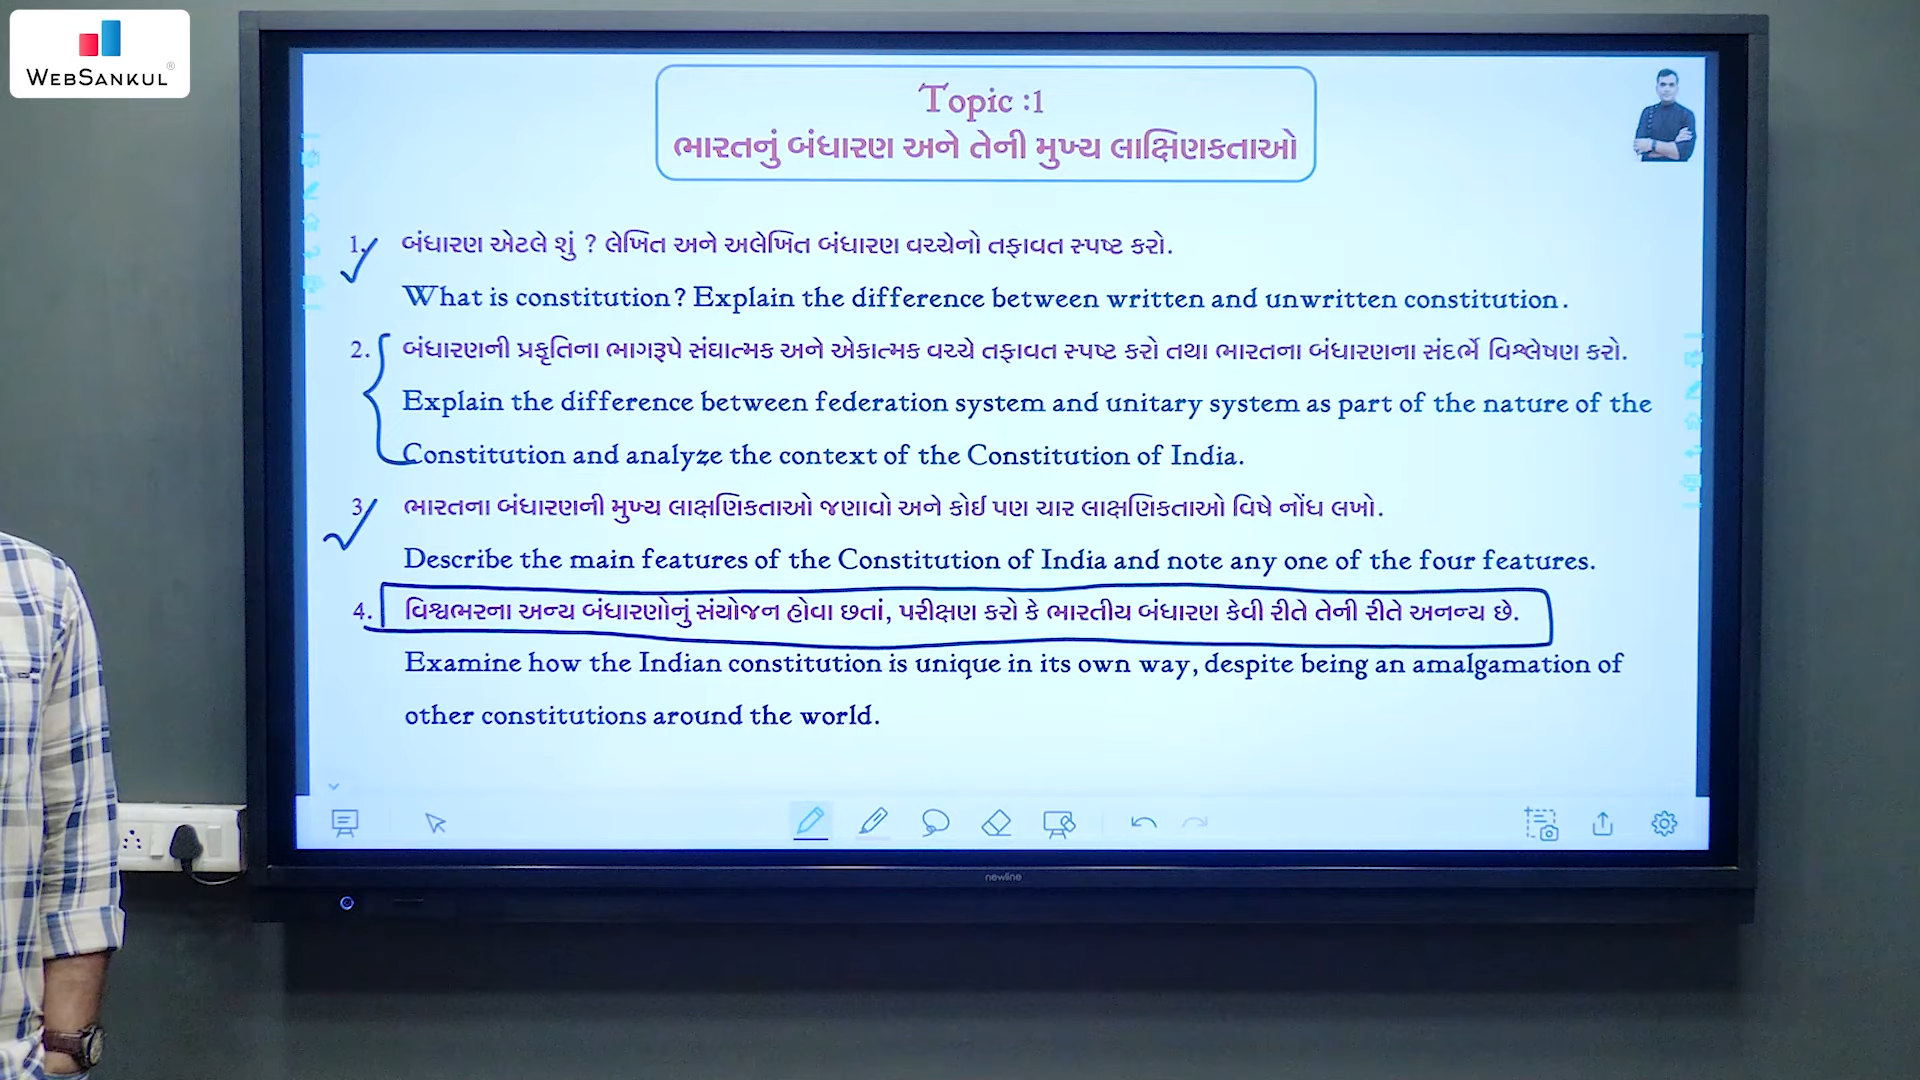 WEBSANKUL®
Topic :1
ભારતનું બંધારણ અને તેની મુખ્ય લાક્ષિણકતાઓ
1. બંધારણ એટલે શું ? લેખિત અને અલેખિત બંધારણ વચ્ચેનો તફાવત સ્પષ્ટ કરો.
What is constitution? Explain the difference between written and unwritten constitution.
2. બંધારણની પ્રકૃતિના ભાગરૂપે સંઘાત્મક અને એકાત્મક વચ્ચે તફાવત સ્પષ્ટ કરો તથા ભારતના બંધારણના સંદર્ભે વિશ્લેષણ કરો.
Explain the difference between federation system and unitary system as part of the nature of the
Constitution and analyze the context of the Constitution of India.
3. ભારતના બંધારણની મુખ્ય લાક્ષણિકતાઓ જણાવો અને કોઈ પણ ચાર લાક્ષણિકતાઓ વિષે નોંધ લખો.
Describe the main features of the Constitution of India and note any one of the four features.
4. વિશ્વભરના અન્ય બંધારણોનું સંયોજન હોવા છતાં, પરીક્ષણ કરો કે ભારતીય બંધારણ કેવી રીતે તેની રીતે અનન્ય છે.
Examine how the Indian constitution is unique in its own way, despite being an amalgamation of
other constitutions around the world.
newline